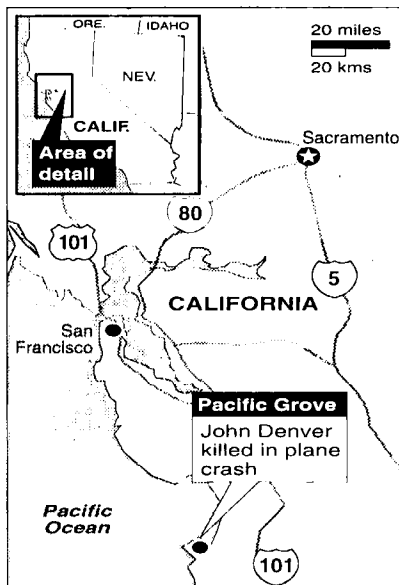 ORE.
IDAHO
NEV.
CALIF.
Area of
detail
20 miles
20 kms
Sacramento
80
101
5
CALIFORNIA
San
Francisco
Pacific Grove
John Denver
killed in plane
crash
Pacific
Ocean
101